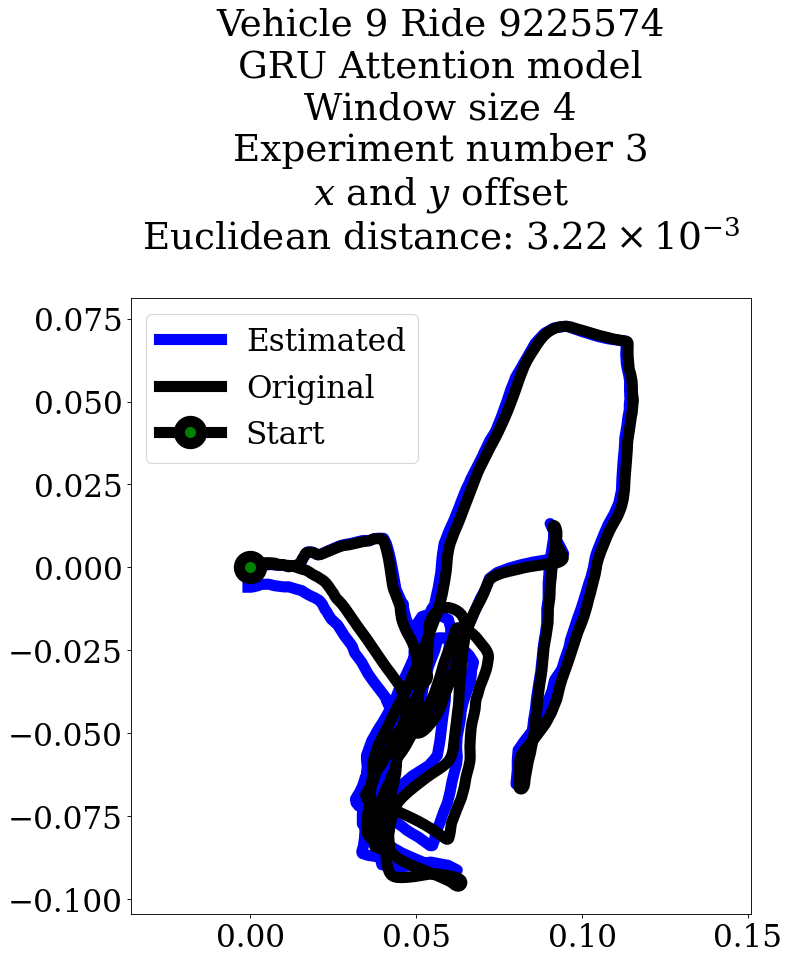 Vehicle 9 Ride 9225574
GRU Attention model
Window size 4
Experiment number 3
x and y offset
Euclidean distance: 3.22 × 10⁻³
Estimated
Original
Start
0.075
0.050
0.025
0.000
−0.025
−0.050
−0.075
−0.100
0.00 0.05 0.10 0.15